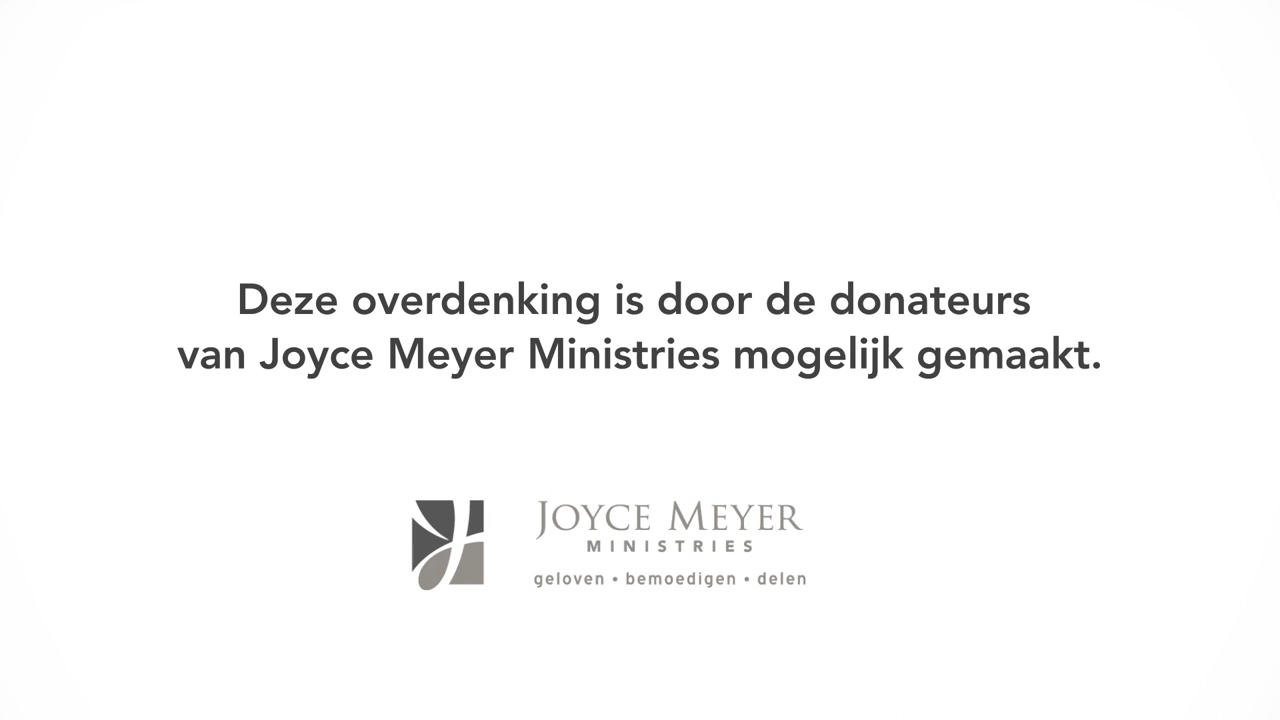 Deze overdenking is door de donateurs
van Joyce Meyer Ministries mogelijk gemaakt.
JOYCE MEYER
MINISTRIES
geloven • bemoedigen • delen